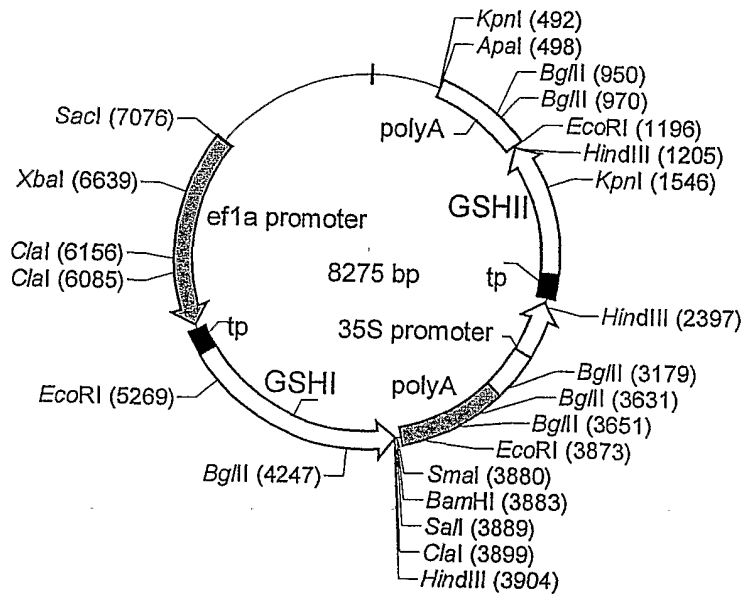 KpnI (492)
ApaI (498)
BglII (950)
BglII (970)
polyA
EcoRI (1196)
HindIII (1205)
KpnI (1546)
SacI (7076)
XbaI (6639)
GSHII
ef1a promoter
ClaI (6156)
ClaI (6085)
8275 bp
tp
HindIII (2397)
tp
35S promoter
GSHI
polyA
BglII (3179)
EcoRI (5269)
BglII (3631)
BglII (3651)
EcoRI (3873)
BglII (4247)
SmaI (3880)
BamHI (3883)
SalI (3889)
ClaI (3899)
HindIII (3904)